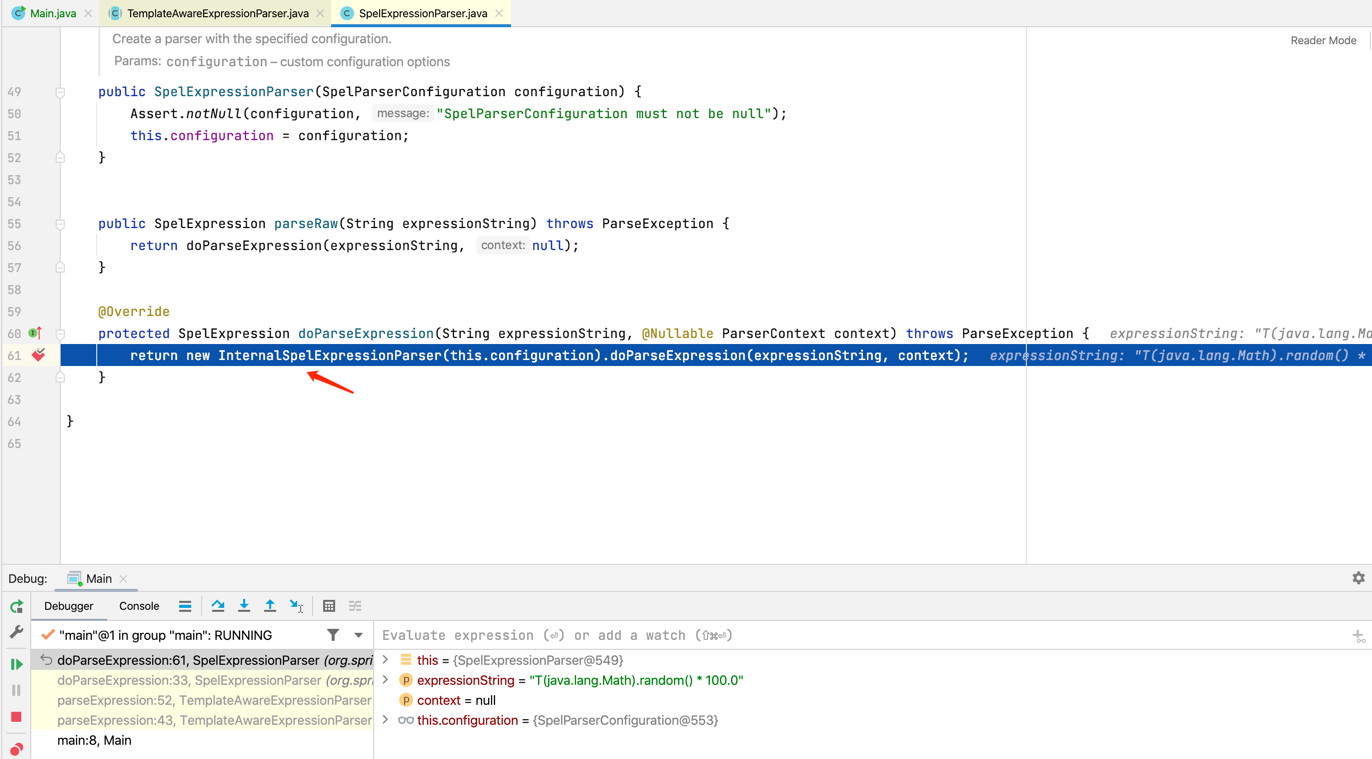 Main.java
TemplateAwareExpressionParser.java
SpelExpressionParser.java
Create a parser with the specified configuration.
Reader Mode
Params: configuration – custom configuration options
49 public SpelExpressionParser(SpelParserConfiguration configuration) {
50 Assert.notNull(configuration, message: "SpelParserConfiguration must not be null");
51 this.configuration = configuration;
52 }
53
54
55 public SpelExpression parseRaw(String expressionString) throws ParseException {
56 return doParseExpression(expressionString, context: null);
57 }
58
59 @Override
60 protected SpelExpression doParseExpression(String expressionString, @Nullable ParserContext context) throws ParseException { expressionString: "T(java.lang.Ma
61 return new InternalSpelExpressionParser(this.configuration).doParseExpression(expressionString, context); expressionString: "T(java.lang.Math).random() *
62 }
63
64 }
65
Debug: Main
Debugger Console
"main"@1 in group "main": RUNNING
Evaluate expression (⏎) or add a watch (⇧⌘⏎)
doParseExpression:61, SpelExpressionParser (org.spri
this = {SpelExpressionParser@549}
doParseExpression:33, SpelExpressionParser (org.spri
expressionString = "T(java.lang.Math).random() * 100.0"
parseExpression:52, TemplateAwareExpressionParser
context = null
parseExpression:43, TemplateAwareExpressionParser
this.configuration = {SpelParserConfiguration@553}
main:8, Main